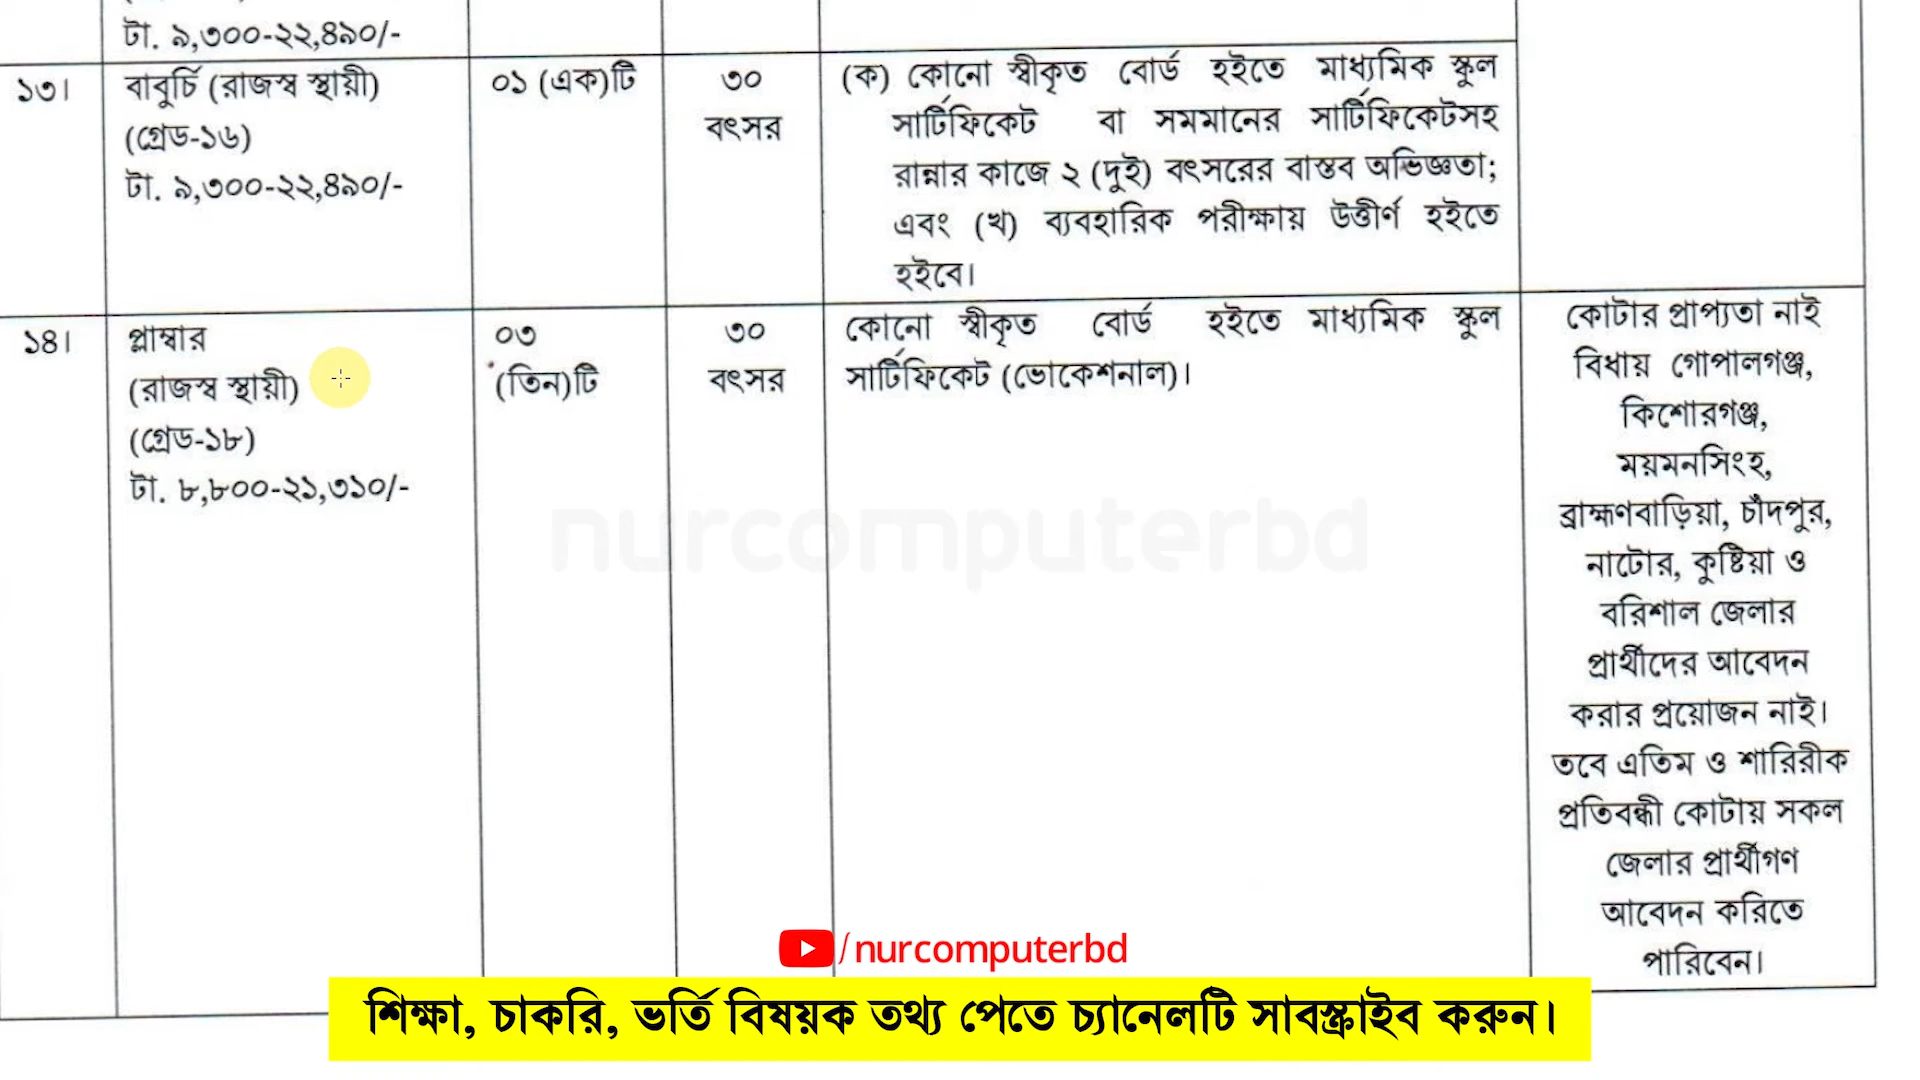 টা. ৯,৩০০-২২,৪৯০/-
১৩।
বাবুর্চি (রাজস্ব স্থায়ী)
(গ্রেড-১৬)
টা. ৯,৩০০-২২,৪৯০/-
০১ (এক)টি
৩০
বৎসর
(ক) কোনো স্বীকৃত বোর্ড হইতে মাধ্যমিক স্কুল
সার্টিফিকেট বা সমমানের সার্টিফিকেটসহ
রান্নার কাজে ২ (দুই) বৎসরের বাস্তব অভিজ্ঞতা;
এবং (খ) ব্যবহারিক পরীক্ষায় উত্তীর্ণ হইতে
হইবে।
১৪।
প্লাম্বার
(রাজস্ব স্থায়ী)
(গ্রেড-১৮)
টা. ৮,৮০০-২১,৩১০/-
০৩
(তিন)টি
৩০
বৎসর
কোনো স্বীকৃত বোর্ড হইতে মাধ্যমিক স্কুল
সার্টিফিকেট (ভোকেশনাল)।
কোটার প্রাপ্যতা নাই
বিধায় গোপালগঞ্জ,
কিশোরগঞ্জ,
ময়মনসিংহ,
ব্রাহ্মণবাড়িয়া, চাঁদপুর,
নাটোর, কুষ্টিয়া ও
বরিশাল জেলার
প্রার্থীদের আবেদন
করার প্রয়োজন নাই।
তবে এতিম ও শারিরীক
প্রতিবন্ধী কোটায় সকল
জেলার প্রার্থীগণ
আবেদন করিতে
পারিবেন।
nurcomputerbd
/nurcomputerbd
শিক্ষা, চাকরি, ভর্তি বিষয়ক তথ্য পেতে চ্যানেলটি সাবস্ক্রাইব করুন।